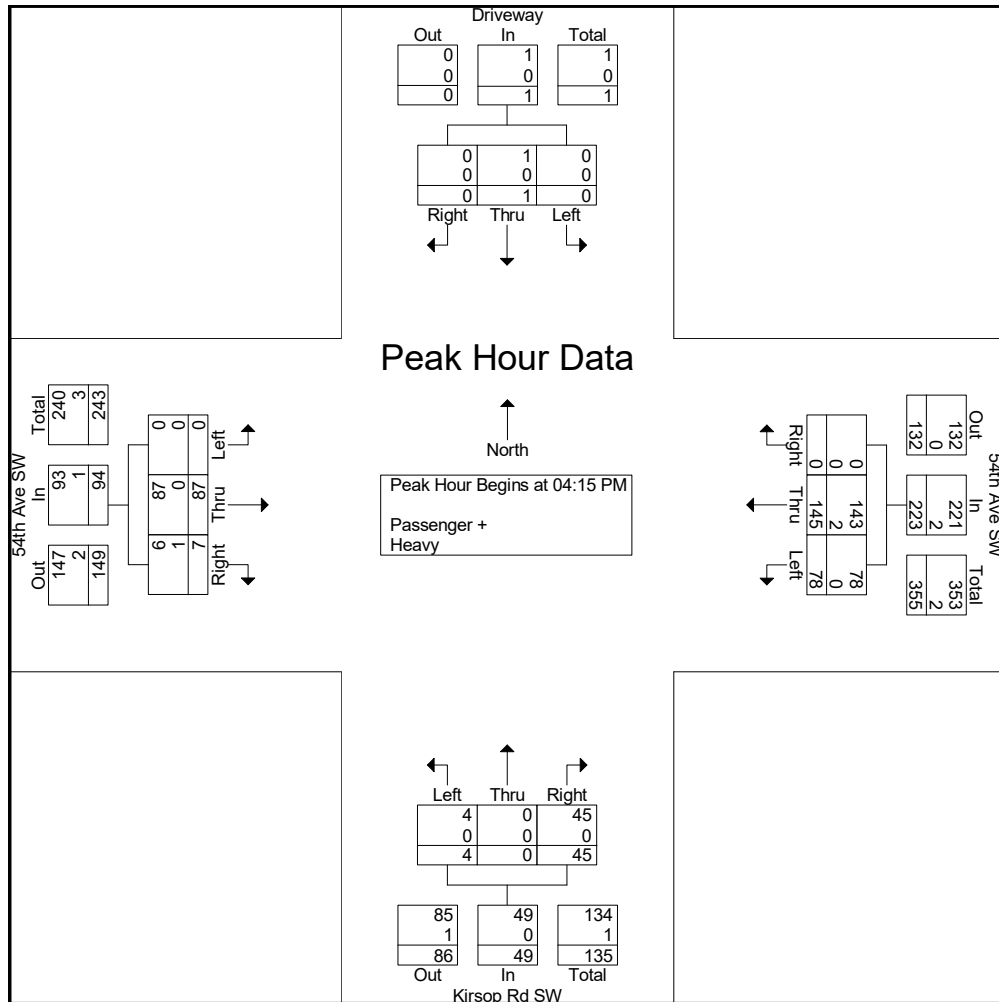 Driveway
Out In Total
0 1 1
0 0 0
0 1 1
0 1 0
0 0 0
0 1 0
Right Thru Left
Peak Hour Data
North
Peak Hour Begins at 04:15 PM
Passenger +
Heavy
54th Ave SW
Out In Total
147 93 240
2 1 3
149 94 243
Left Thru Right
0 87 6
0 0 1
0 87 7
54th Ave SW
Out In Total
132 221 353
0 2 2
132 223 355
Right Thru Left
0 143 78
0 2 0
0 145 78
Left Thru Right
4 0 45
0 0 0
4 0 45
85 49 134
1 0 1
86 49 135
Out In Total
Kirsop Rd SW